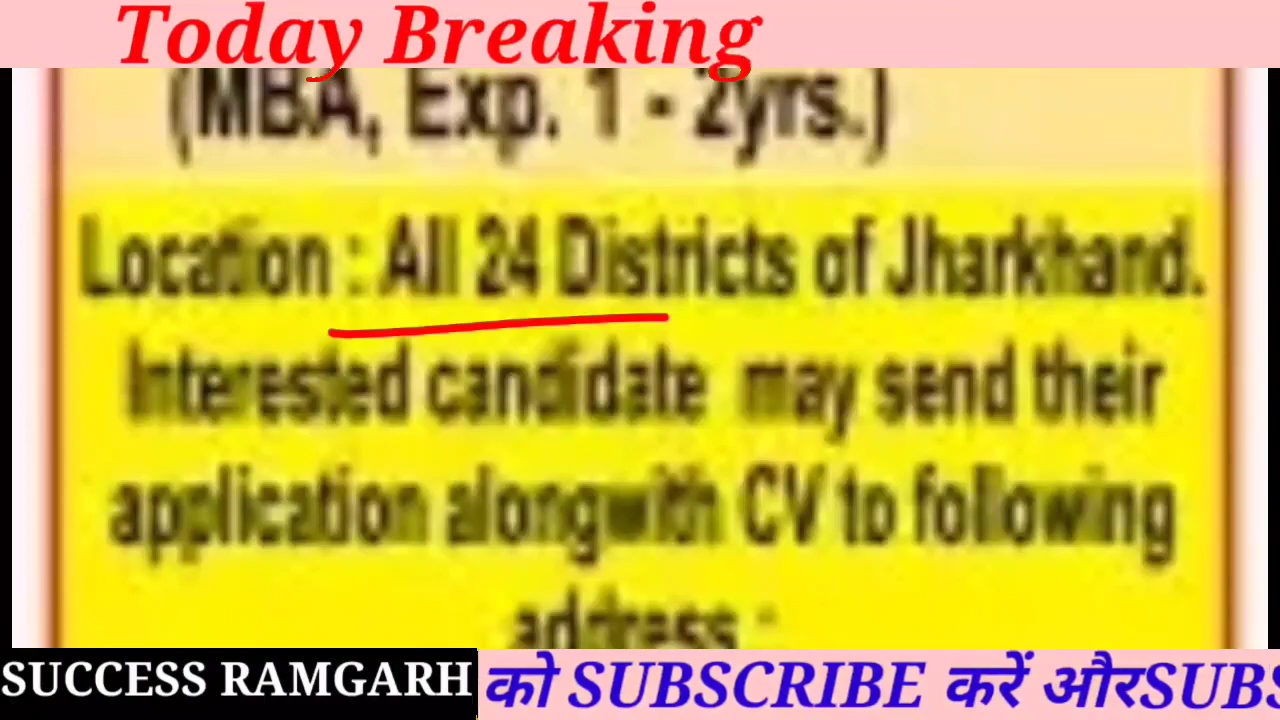 Today Breaking
(MBA, Exp. 1 - 2yrs.)
Location : All 24 Districts of Jharkhand.
Interested candidate may send their
application alongwith CV to following
address :
SUCCESS RAMGARH को SUBSCRIBE करें औरSUBS